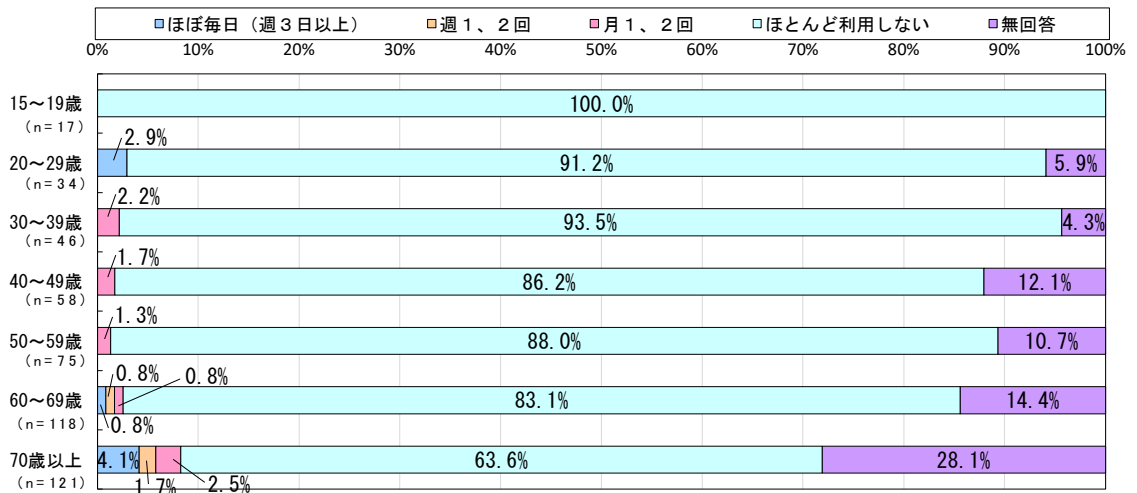 ほぼ毎日（週３日以上） 週１、２回 月１、２回 ほとんど利用しない 無回答
0% 10% 20% 30% 40% 50% 60% 70% 80% 90% 100%
15～19歳
(n=17)
100.0%
20～29歳
(n=34)
2.9%
91.2%
5.9%
30～39歳
(n=46)
2.2%
93.5%
4.3%
40～49歳
(n=58)
1.7%
86.2%
12.1%
50～59歳
(n=75)
1.3%
88.0%
10.7%
60～69歳
(n=118)
0.8%
0.8%
0.8%
83.1%
14.4%
70歳以上
(n=121)
4.1%
1.7%
2.5%
63.6%
28.1%